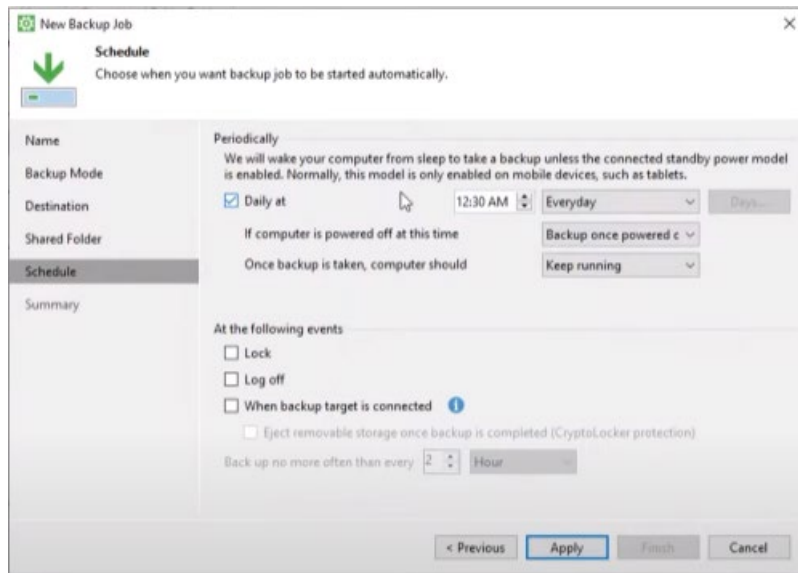 New Backup Job
Schedule
Choose when you want backup job to be started automatically.
Name
Backup Mode
Destination
Shared Folder
Schedule
Summary
Periodically
We will wake your computer from sleep to take a backup unless the connected standby power model
is enabled. Normally, this model is only enabled on mobile devices, such as tablets.
Daily at 12:30 AM Everyday Days...
If computer is powered off at this time Backup once powered c
Once backup is taken, computer should Keep running
At the following events
Lock
Log off
When backup target is connected
Eject removable storage once backup is completed (CryptoLocker protection)
Back up no more often than every 2 Hour
< Previous Apply Finish Cancel